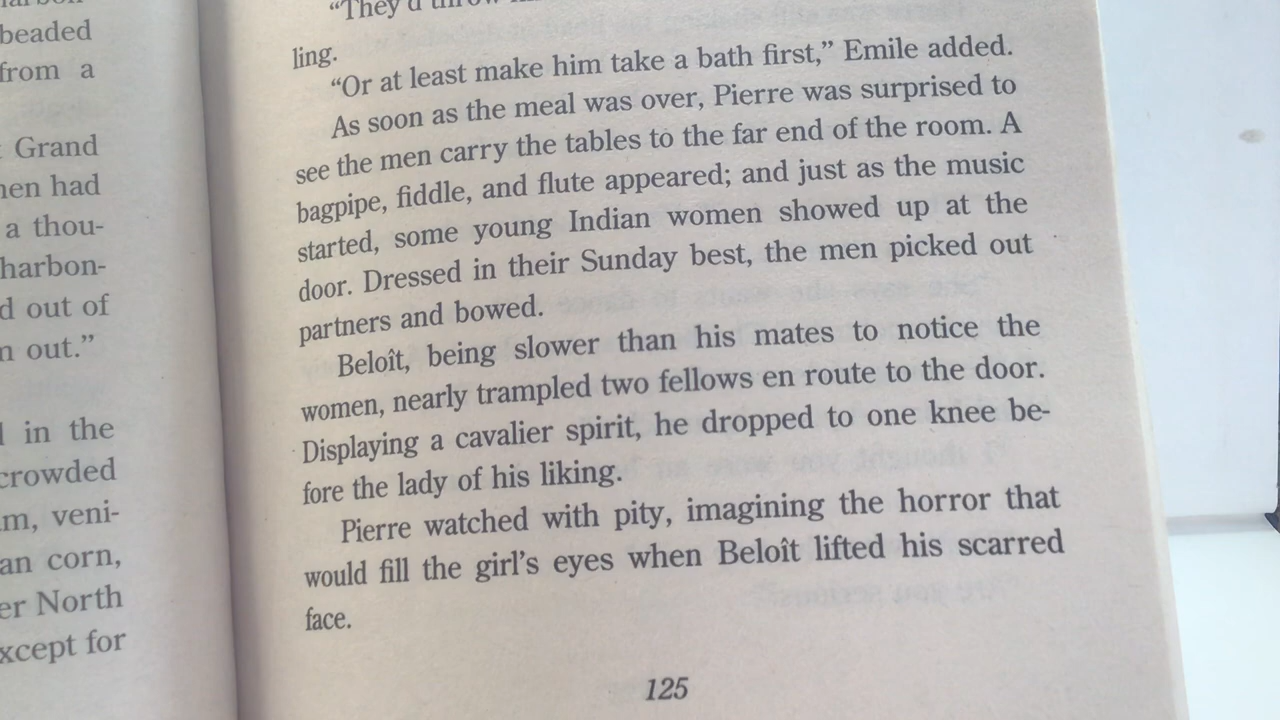 beaded
from a
Grand
had
a thou-
d out of
out.”
in the
crowded
veni-
an corn,
er North
xcept for
“They'd
ling.
“Or at least make him take a bath first,” Emile added.
As soon as the meal was over, Pierre was surprised to
see the men carry the tables to the far end of the room. A
bagpipe, fiddle, and flute appeared; and just as the music
started, some young Indian women showed up at the
door. Dressed in their Sunday best, the men picked out
partners and bowed.
Beloît, being slower than his mates to notice the
women, nearly trampled two fellows en route to the door.
Displaying a cavalier spirit, he dropped to one knee be-
fore the lady of his liking.
Pierre watched with pity, imagining the horror that
would fill the girl’s eyes when Beloît lifted his scarred
face.
125